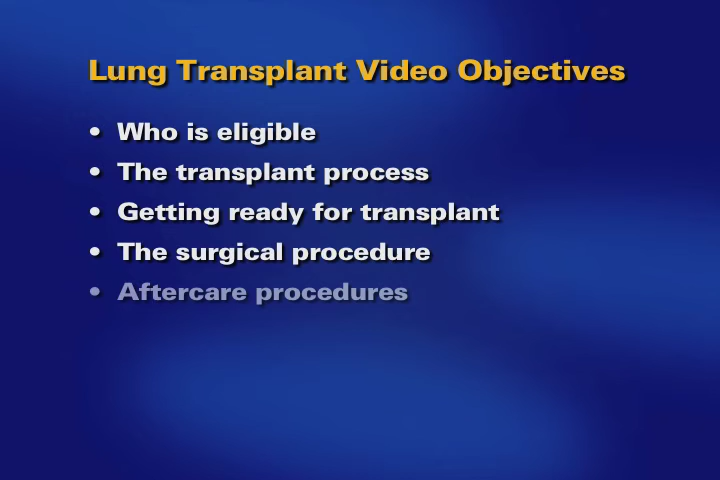 Lung Transplant Video Objectives
• Who is eligible
• The transplant process
• Getting ready for transplant
• The surgical procedure
• Aftercare procedures